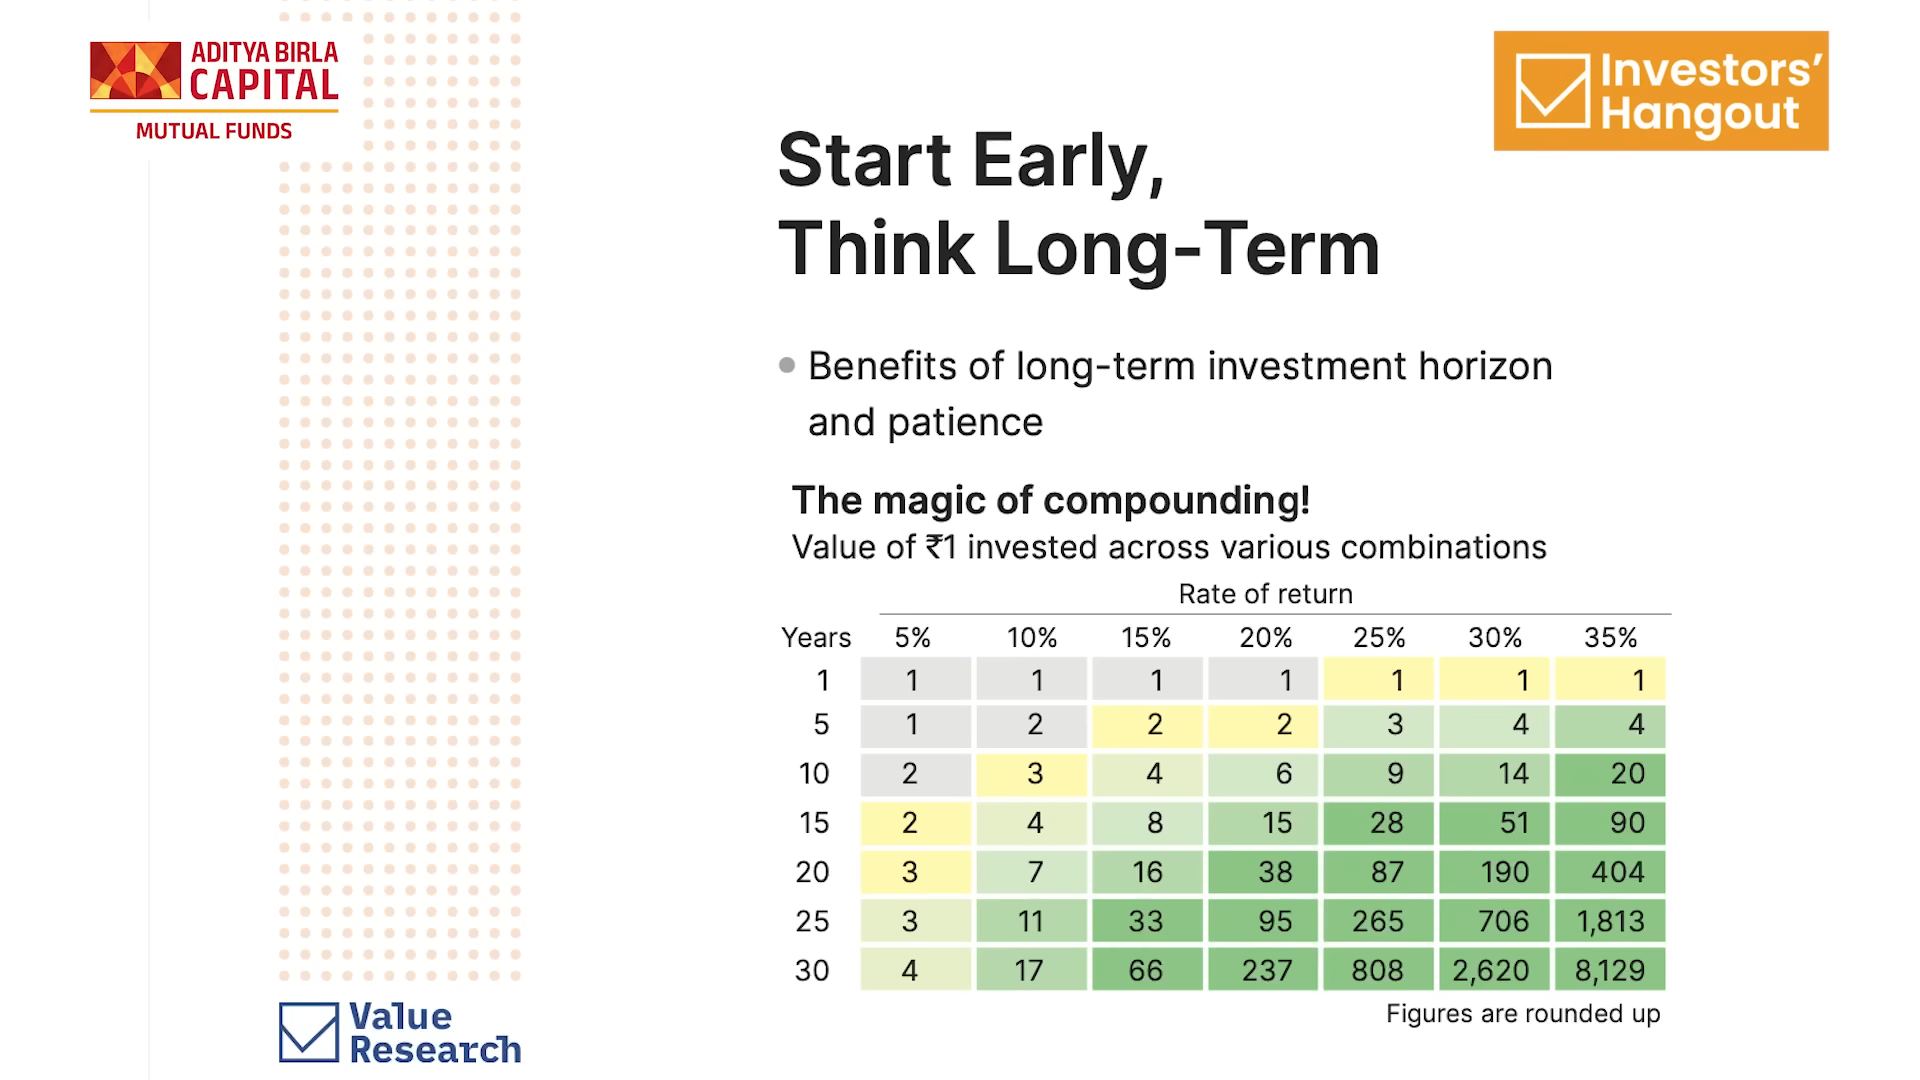 ADITYA BIRLA
CAPITAL
MUTUAL FUNDS
Investors'
Hangout
Start Early,
Think Long-Term
Benefits of long-term investment horizon
and patience
The magic of compounding!
Value of ₹1 invested across various combinations
Rate of return
Years 5% 10% 15% 20% 25% 30% 35%
1 1 1 1 1 1 1 1
5 1 2 2 2 3 4 4
10 2 3 4 6 9 14 20
15 2 4 8 15 28 51 90
20 3 7 16 38 87 190 404
25 3 11 33 95 265 706 1,813
30 4 17 66 237 808 2,620 8,129
Figures are rounded up
Value
Research